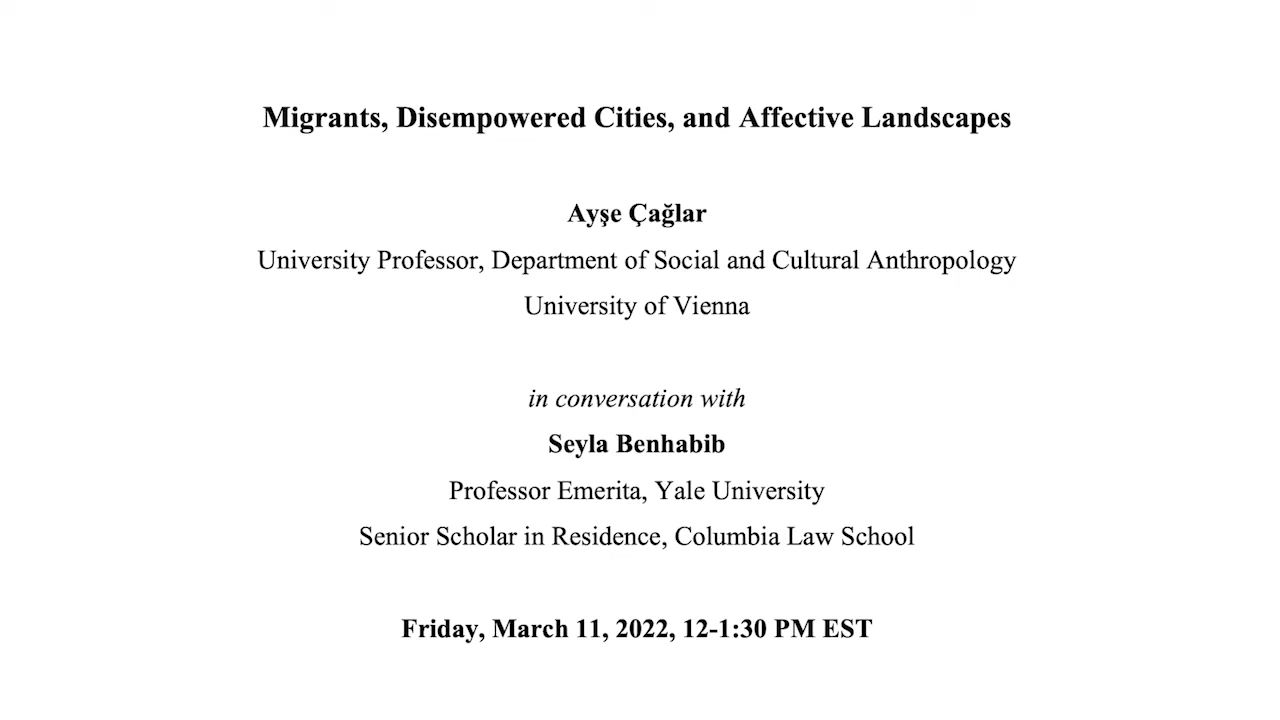 Migrants, Disempowered Cities, and Affective Landscapes
Ayşe Çağlar
University Professor, Department of Social and Cultural Anthropology
University of Vienna
in conversation with
Seyla Benhabib
Professor Emerita, Yale University
Senior Scholar in Residence, Columbia Law School
Friday, March 11, 2022, 12-1:30 PM EST